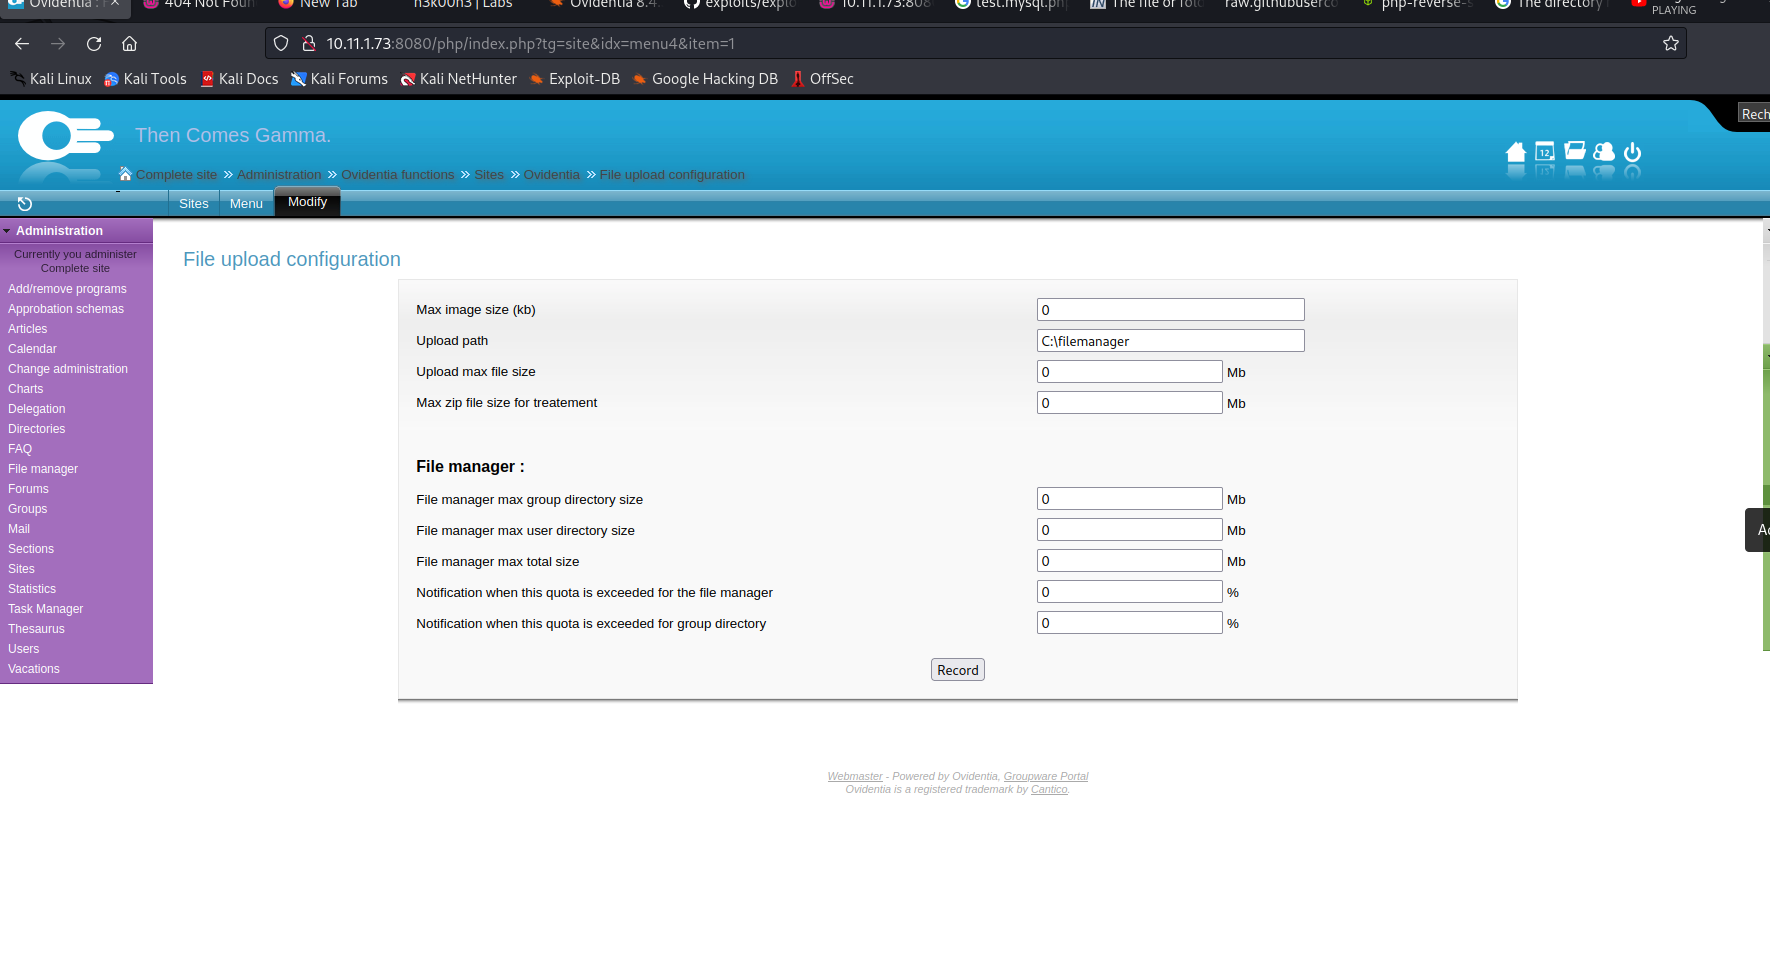 Ovidentia : F ×
404 Not Foun
New Tab
n3k00n3 | Labs
Ovidentia 8.4.
exploits/explo
10.11.1.73:808
test.mysql.ph
The file or fold
raw.githubuserco
php-reverse-s
The directory
PLAYING
10.11.1.73:8080/php/index.php?tg=site&idx=menu4&item=1
Kali Linux Kali Tools Kali Docs Kali Forums Kali NetHunter Exploit-DB Google Hacking DB OffSec
Then Comes Gamma.
Rech
12
Complete site » Administration » Ovidentia functions » Sites » Ovidentia » File upload configuration
Sites Menu Modify
Administration
Currently you administer
Complete site
Add/remove programs
Approbation schemas
Articles
Calendar
Change administration
Charts
Delegation
Directories
FAQ
File manager
Forums
Groups
Mail
Sections
Sites
Statistics
Task Manager
Thesaurus
Users
Vacations
File upload configuration
Max image size (kb) 0
Upload path C:\filemanager
Upload max file size 0 Mb
Max zip file size for treatement 0 Mb
File manager :
File manager max group directory size 0 Mb
File manager max user directory size 0 Mb
File manager max total size 0 Mb
Notification when this quota is exceeded for the file manager 0 %
Notification when this quota is exceeded for group directory 0 %
Record
Webmaster - Powered by Ovidentia, Groupware Portal
Ovidentia is a registered trademark by Cantico.